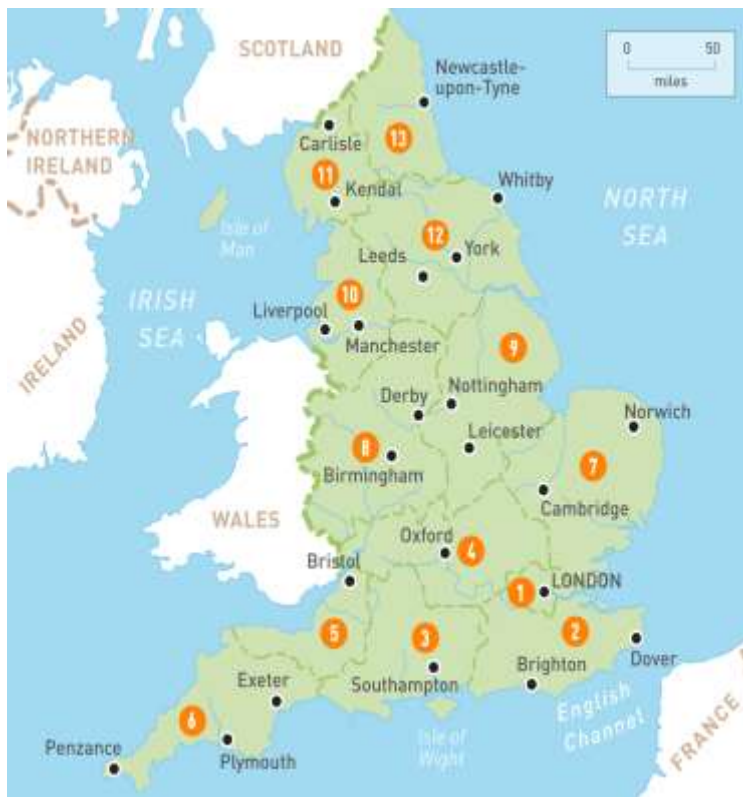 SCOTLAND
0 50
miles
Newcastle-
upon-Tyne
NORTHERN
IRELAND
Carlisle
13
11
Kendal
Whitby
NORTH
SEA
Isle of
Man
12
York
Leeds
IRISH
SEA
10
Liverpool
Manchester
9
IRELAND
Derby
Nottingham
Norwich
Leicester
8
Birmingham
7
Cambridge
WALES
Oxford
4
Bristol
1
LONDON
5
3
2
Dover
Exeter
Southampton
Brighton
English
Channel
6
Isle of
Wight
Penzance
Plymouth
FRANCE